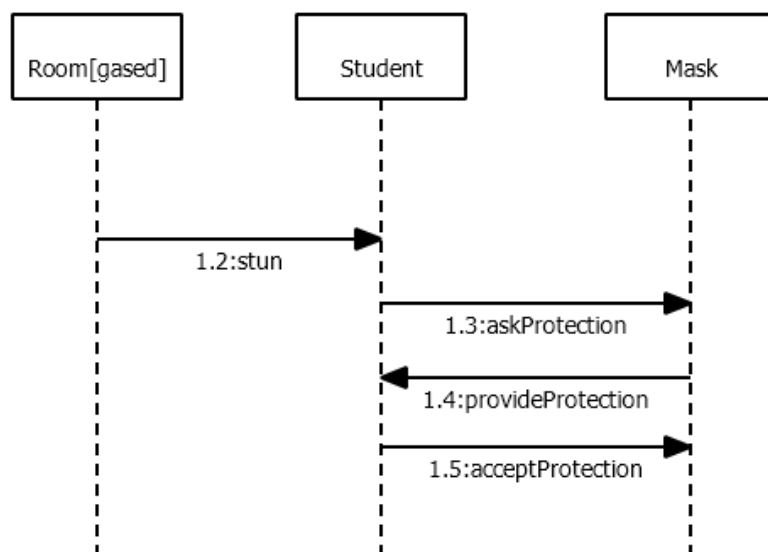 Room[gased]
Student
Mask
1.2:stun
1.3:askProtection
1.4:provideProtection
1.5:acceptProtection